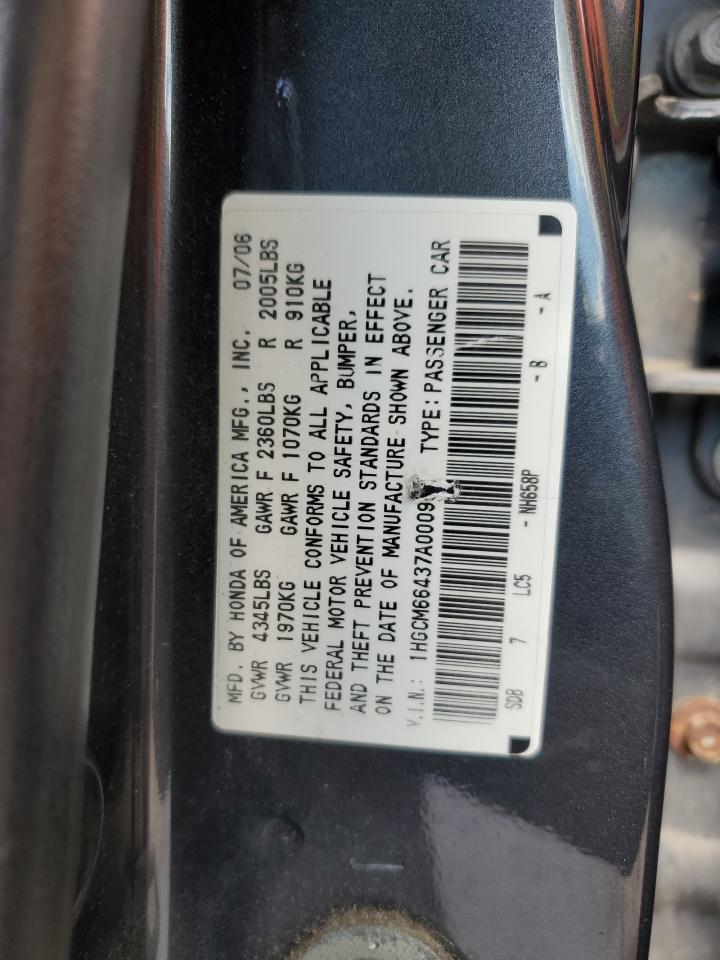 MFD. BY HONDA OF AMERICA MFG., INC. 07/06
GVWR 4345LBS GAWR F 2360LBS R 2005LBS
GVWR 1970KG GAWR F 1070KG R 910KG
THIS VEHICLE CONFORMS TO ALL APPLICABLE
FEDERAL MOTOR VEHICLE SAFETY, BUMPER,
AND THEFT PREVENTION STANDARDS IN EFFECT
ON THE DATE OF MANUFACTURE SHOWN ABOVE.
V.I.N.: TYPE: PASSENGER CAR
SDB 7 LC5 - NH658P - B - A